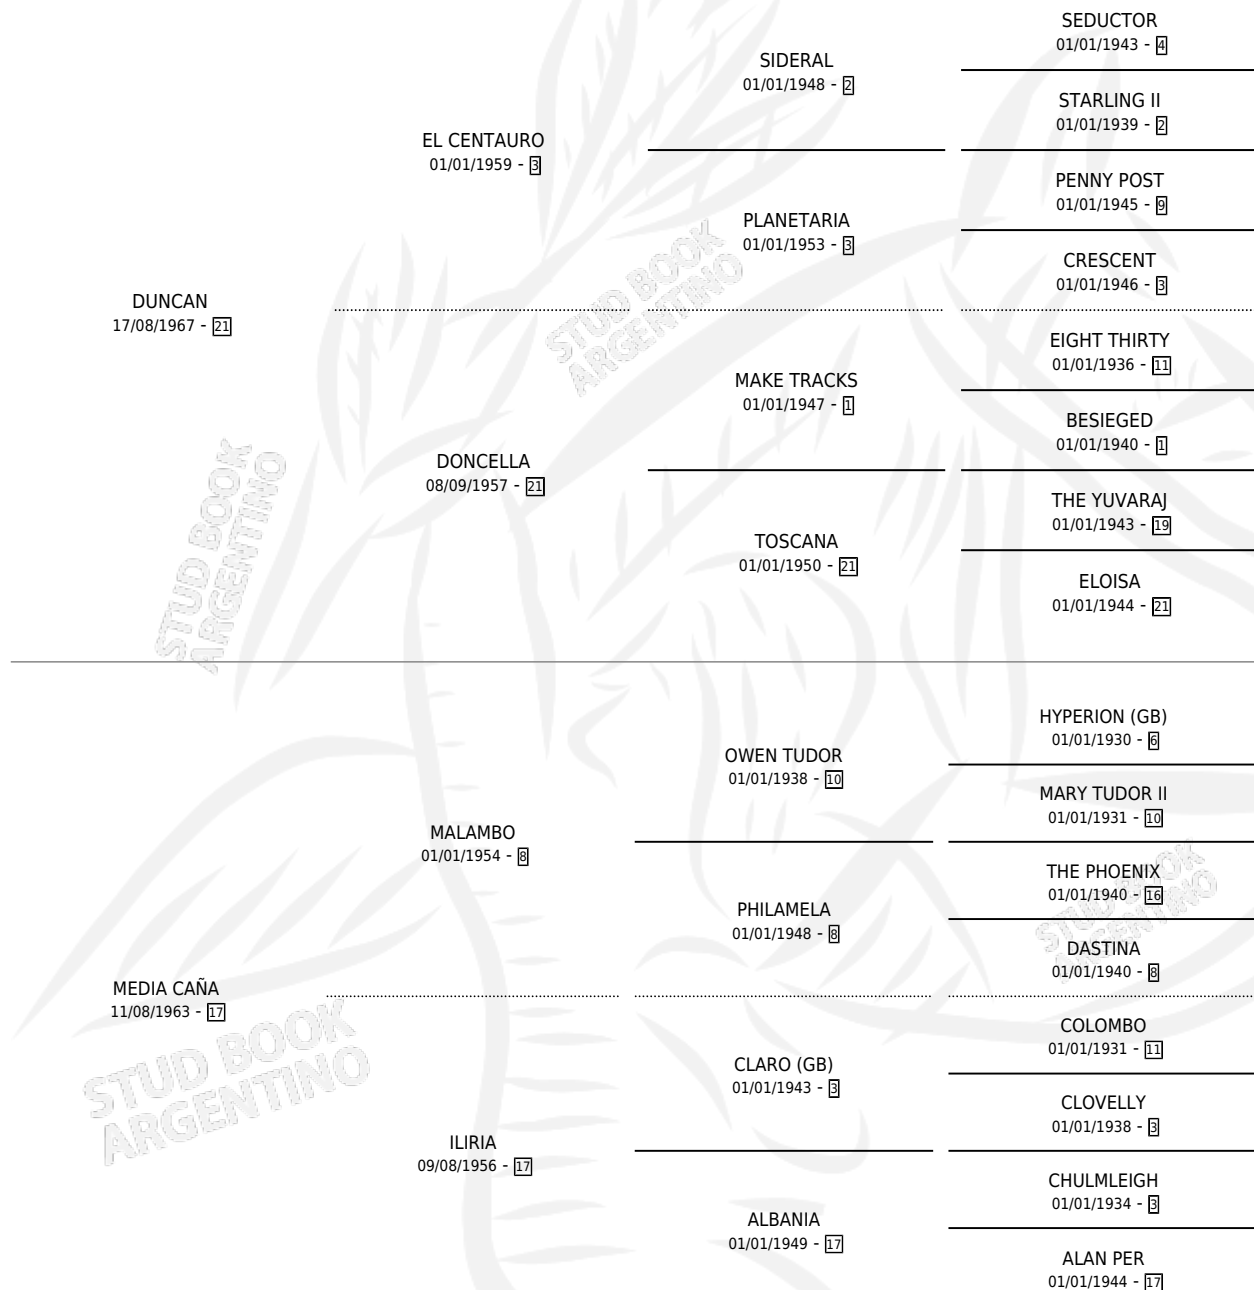 SEDUCTOR
01/01/1943 - 4
SIDERAL
01/01/1948 - 2
STARLING II
01/01/1939 - 2
EL CENTAURO
01/01/1959 - 3
PENNY POST
01/01/1945 - 9
PLANETARIA
01/01/1953 - 3
CRESCENT
01/01/1946 - 3
DUNCAN
17/08/1967 - 21
EIGHT THIRTY
01/01/1936 - 11
MAKE TRACKS
01/01/1947 - 1
BESIEGED
01/01/1940 - 1
DONCELLA
08/09/1957 - 21
THE YUVARAJ
01/01/1943 - 19
TOSCANA
01/01/1950 - 21
ELOISA
01/01/1944 - 21
HYPERION (GB)
01/01/1930 - 6
OWEN TUDOR
01/01/1938 - 10
MARY TUDOR II
01/01/1931 - 10
MALAMBO
01/01/1954 - 8
THE PHOENIX
01/01/1940 - 16
PHILAMELA
01/01/1948 - 8
DASTINA
01/01/1940 - 8
MEDIA CAÑA
11/08/1963 - 17
COLOMBO
01/01/1931 - 11
CLARO (GB)
01/01/1943 - 3
CLOVELLY
01/01/1938 - 3
ILIRIA
09/08/1956 - 17
CHULMLEIGH
01/01/1934 - 3
ALBANIA
01/01/1949 - 17
ALAN PER
01/01/1944 - 17
STUD BOOK
ARGENTINO
STUD BOOK
ARGENTINO
STUD BOOK
ARGENTINO
STUD BOOK
ARGENTINO